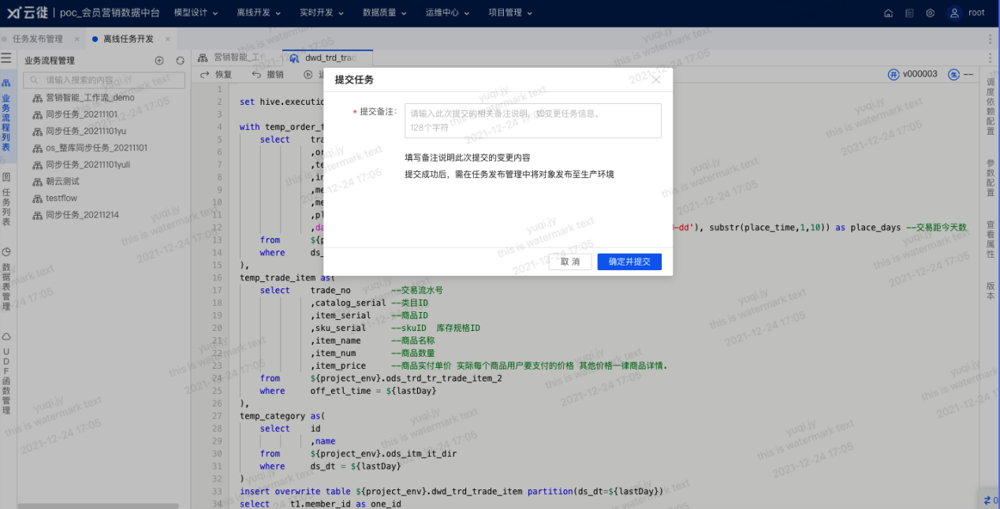 云徙 | poc_会员营销数据中台 模型设计 离线开发 实时开发 数据质量 运维中心 项目管理 root
任务发布管理 × 离线任务开发 ×
业务流程管理
请输入搜索的内容
营销智能_工作流_demo
同步任务_20211101
同步任务_20211101yu
os_整库同步任务_20211101
同步任务_20211101yuli
朝云测试
testflow
同步任务_20211214
业务流程列表
任务列表
数据表管理
UDF函数管理
营销智能_工 dwd_trd_trad
恢复 撤销
开 v000003 生 --
1
2 set hive.executio
3
4 with temp_order_f
5 select tra
6 ,or
7 ,te
8 ,in
9 ,me
10 ,me
11 ,pl
12 ,da -dd'), substr(place_time,1,10)) as place_days --交易距今天数
13 from ${p
14 where ds_
15 ),
16 temp_trade_item as(
17 select trade_no --交易流水号
18 ,catalog_serial --类目ID
19 ,item_serial --商品ID
20 ,sku_serial --skuID 库存规格ID
21 ,item_name --商品名称
22 ,item_num --商品数量
23 ,item_price --商品实付单价 实际每个商品用户要支付的价格 其他价格一律商品详情.
24 from ${project_env}.ods_trd_tr_trade_item_2
25 where off_etl_time = ${lastDay}
26 ),
27 temp_category as(
28 select id
29 ,name
30 from ${project_env}.ods_itm_it_dir
31 where ds_dt = ${lastDay}
32 )
33 insert overwrite table ${project_env}.dwd_trd_trade_item partition(ds_dt=${lastDay})
34 select t1.member_id as one_id
提交任务
* 提交备注:
请输入此次提交的相关备注说明，如变更任务信息。
128个字符
填写备注说明此次提交的变更内容
提交成功后，需在任务发布管理中将对象发布至生产环境
取 消 确定并提交
调度依赖配置
参数配置
查看属性
版本
0
yuqi.jy
this is watermark text
2021-12-24 17:05